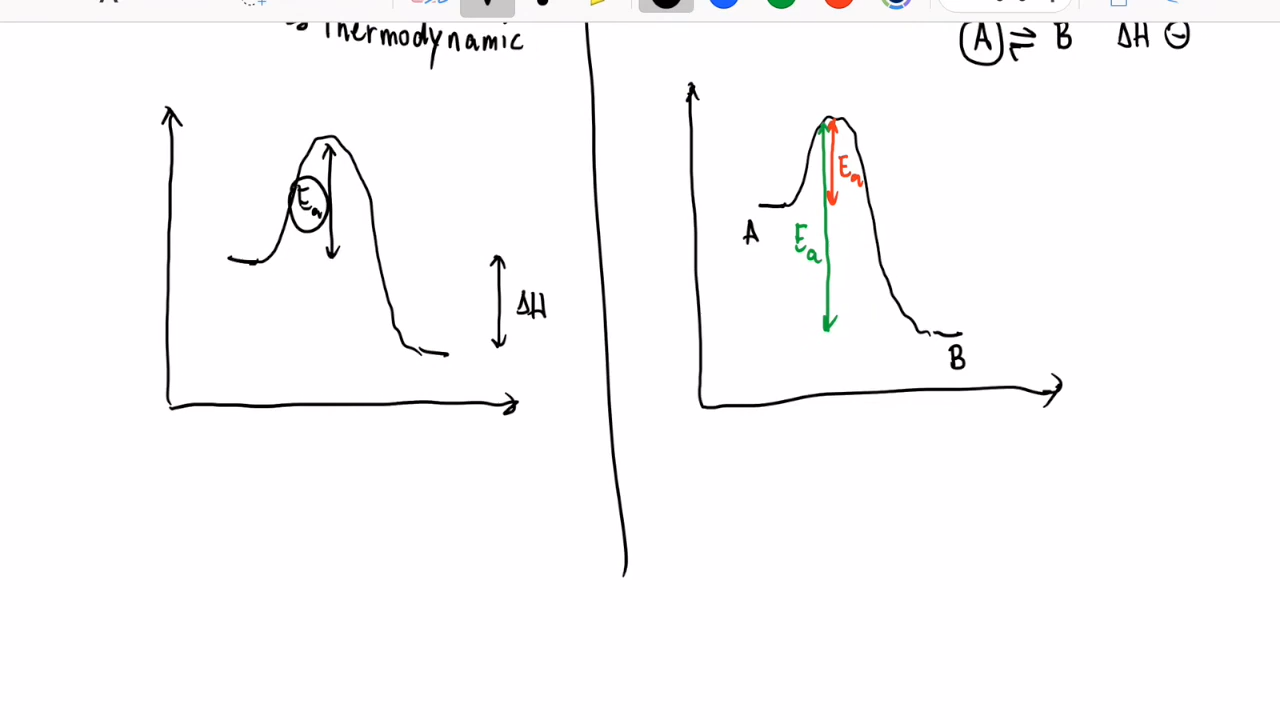 Thermodynamic
A ⇌ B ΔH ⊖
Ea
ΔH
Ea
A
Ea
B